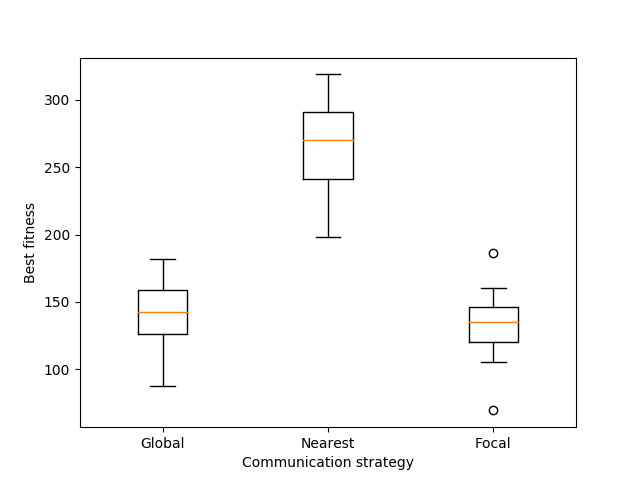 300
250
200
150
100
Best fitness
Global
Nearest
Focal
Communication strategy